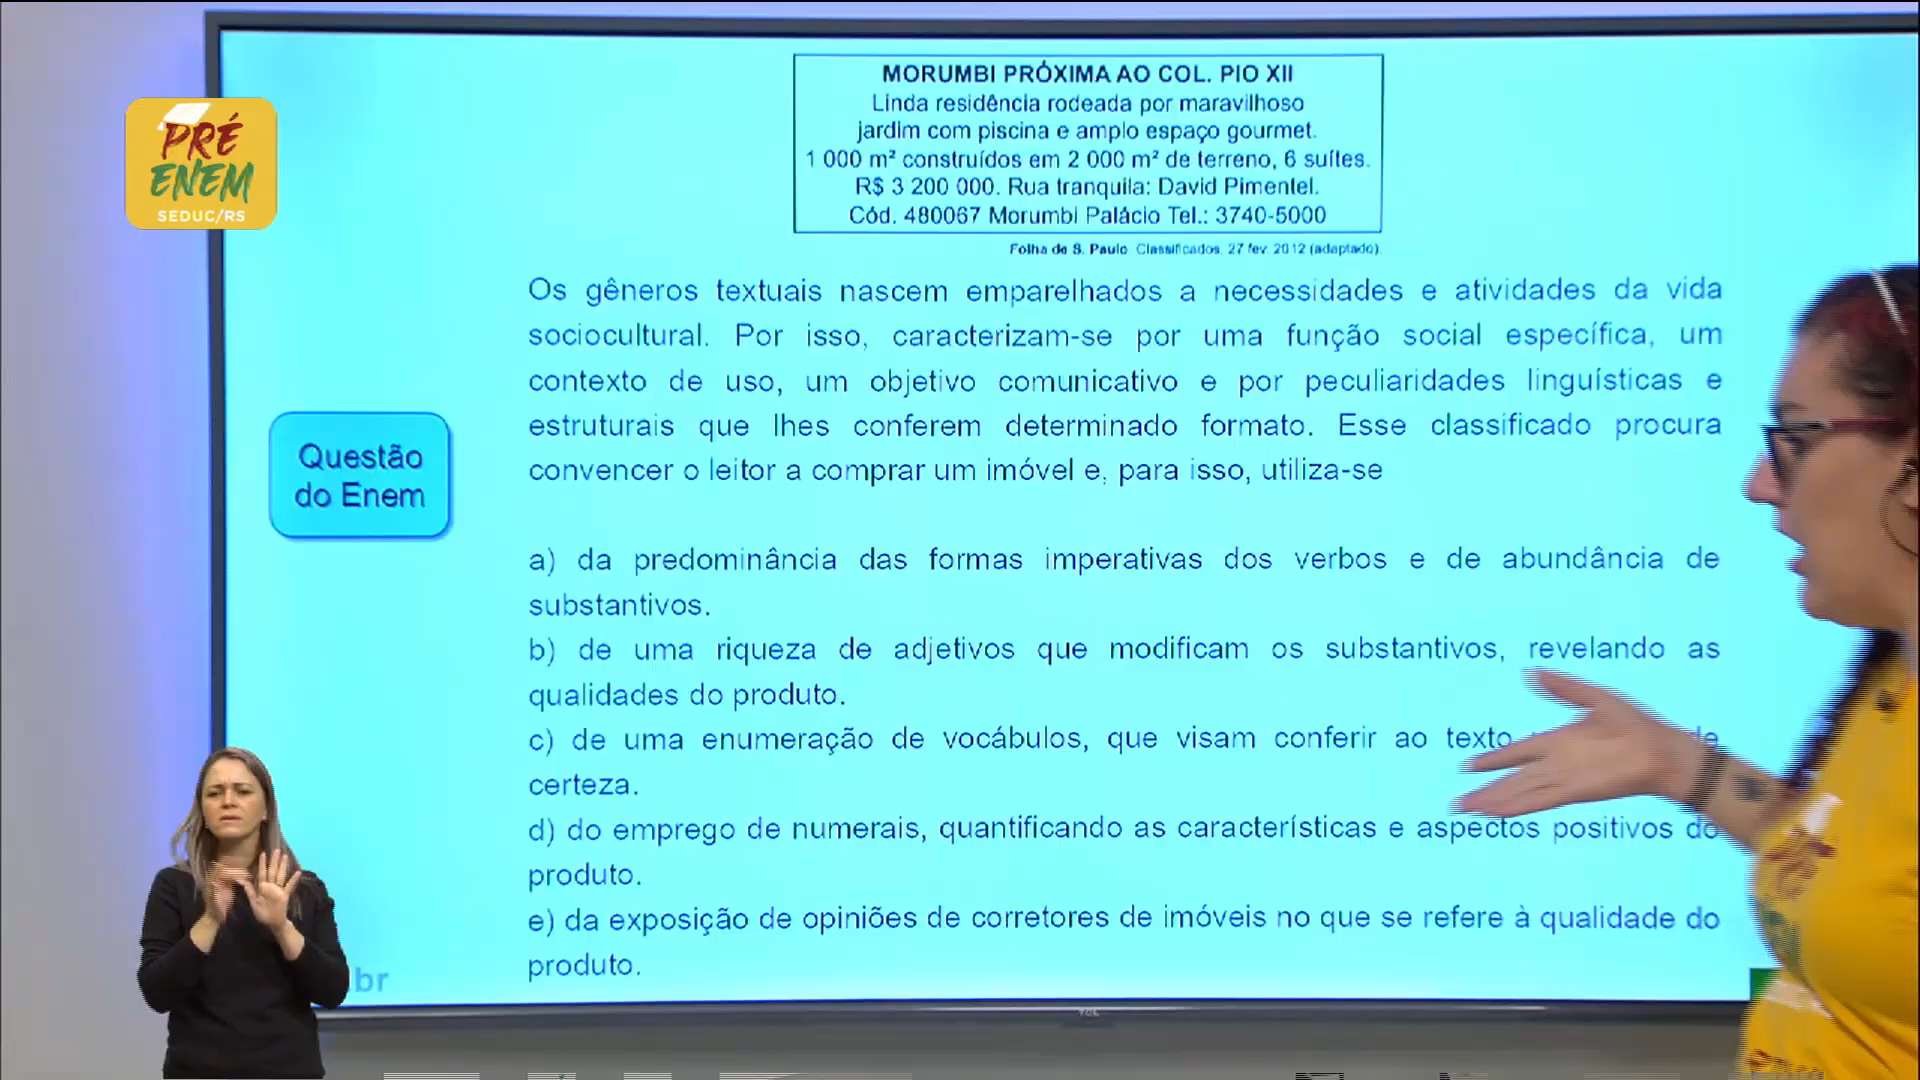 PRÉ
ENEM
SEDUC/RS
MORUMBI PRÓXIMA AO COL. PIO XII
Linda residência rodeada por maravilhoso
jardim com piscina e amplo espaço gourmet.
1 000 m² construídos em 2 000 m² de terreno, 6 suítes.
R$ 3 200 000. Rua tranquila: David Pimentel.
Cód. 480067 Morumbi Palácio Tel.: 3740-5000
Folha de S. Paulo. Classificados, 27 fev. 2012 (adaptado).
Os gêneros textuais nascem emparelhados a necessidades e atividades da vida
sociocultural. Por isso, caracterizam-se por uma função social específica, um
contexto de uso, um objetivo comunicativo e por peculiaridades linguísticas e
estruturais que lhes conferem determinado formato. Esse classificado procura
convencer o leitor a comprar um imóvel e, para isso, utiliza-se
Questão
do Enem
a) da predominância das formas imperativas dos verbos e de abundância de
substantivos.
b) de uma riqueza de adjetivos que modificam os substantivos, revelando as
qualidades do produto.
c) de uma enumeração de vocábulos, que visam conferir ao texto de
certeza.
d) do emprego de numerais, quantificando as características e aspectos positivos do
produto.
e) da exposição de opiniões de corretores de imóveis no que se refere à qualidade do
produto.
br
TCL